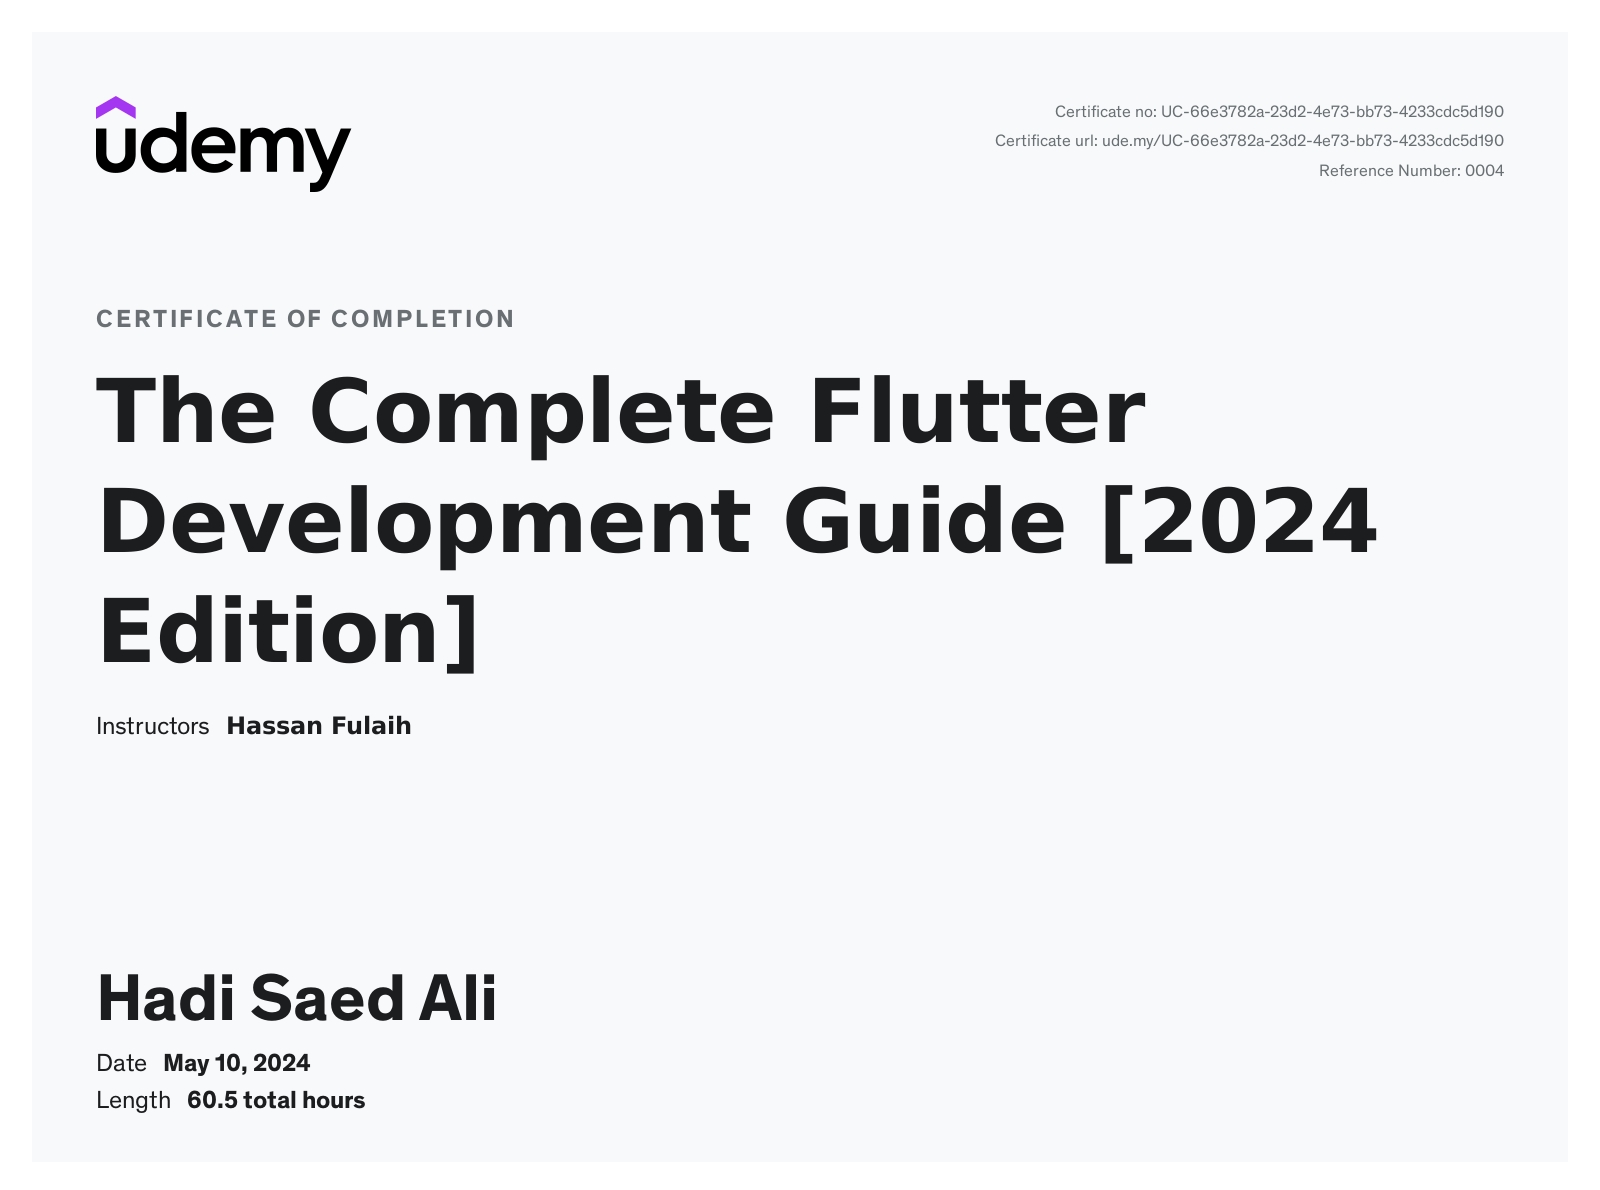 udemy
Certificate no: UC-66e3782a-23d2-4e73-bb73-4233cdc5d190
Certificate url: ude.my/UC-66e3782a-23d2-4e73-bb73-4233cdc5d190
Reference Number: 0004
CERTIFICATE OF COMPLETION
The Complete Flutter
Development Guide [2024
Edition]
Instructors Hassan Fulaih
Hadi Saed Ali
Date May 10, 2024
Length 60.5 total hours